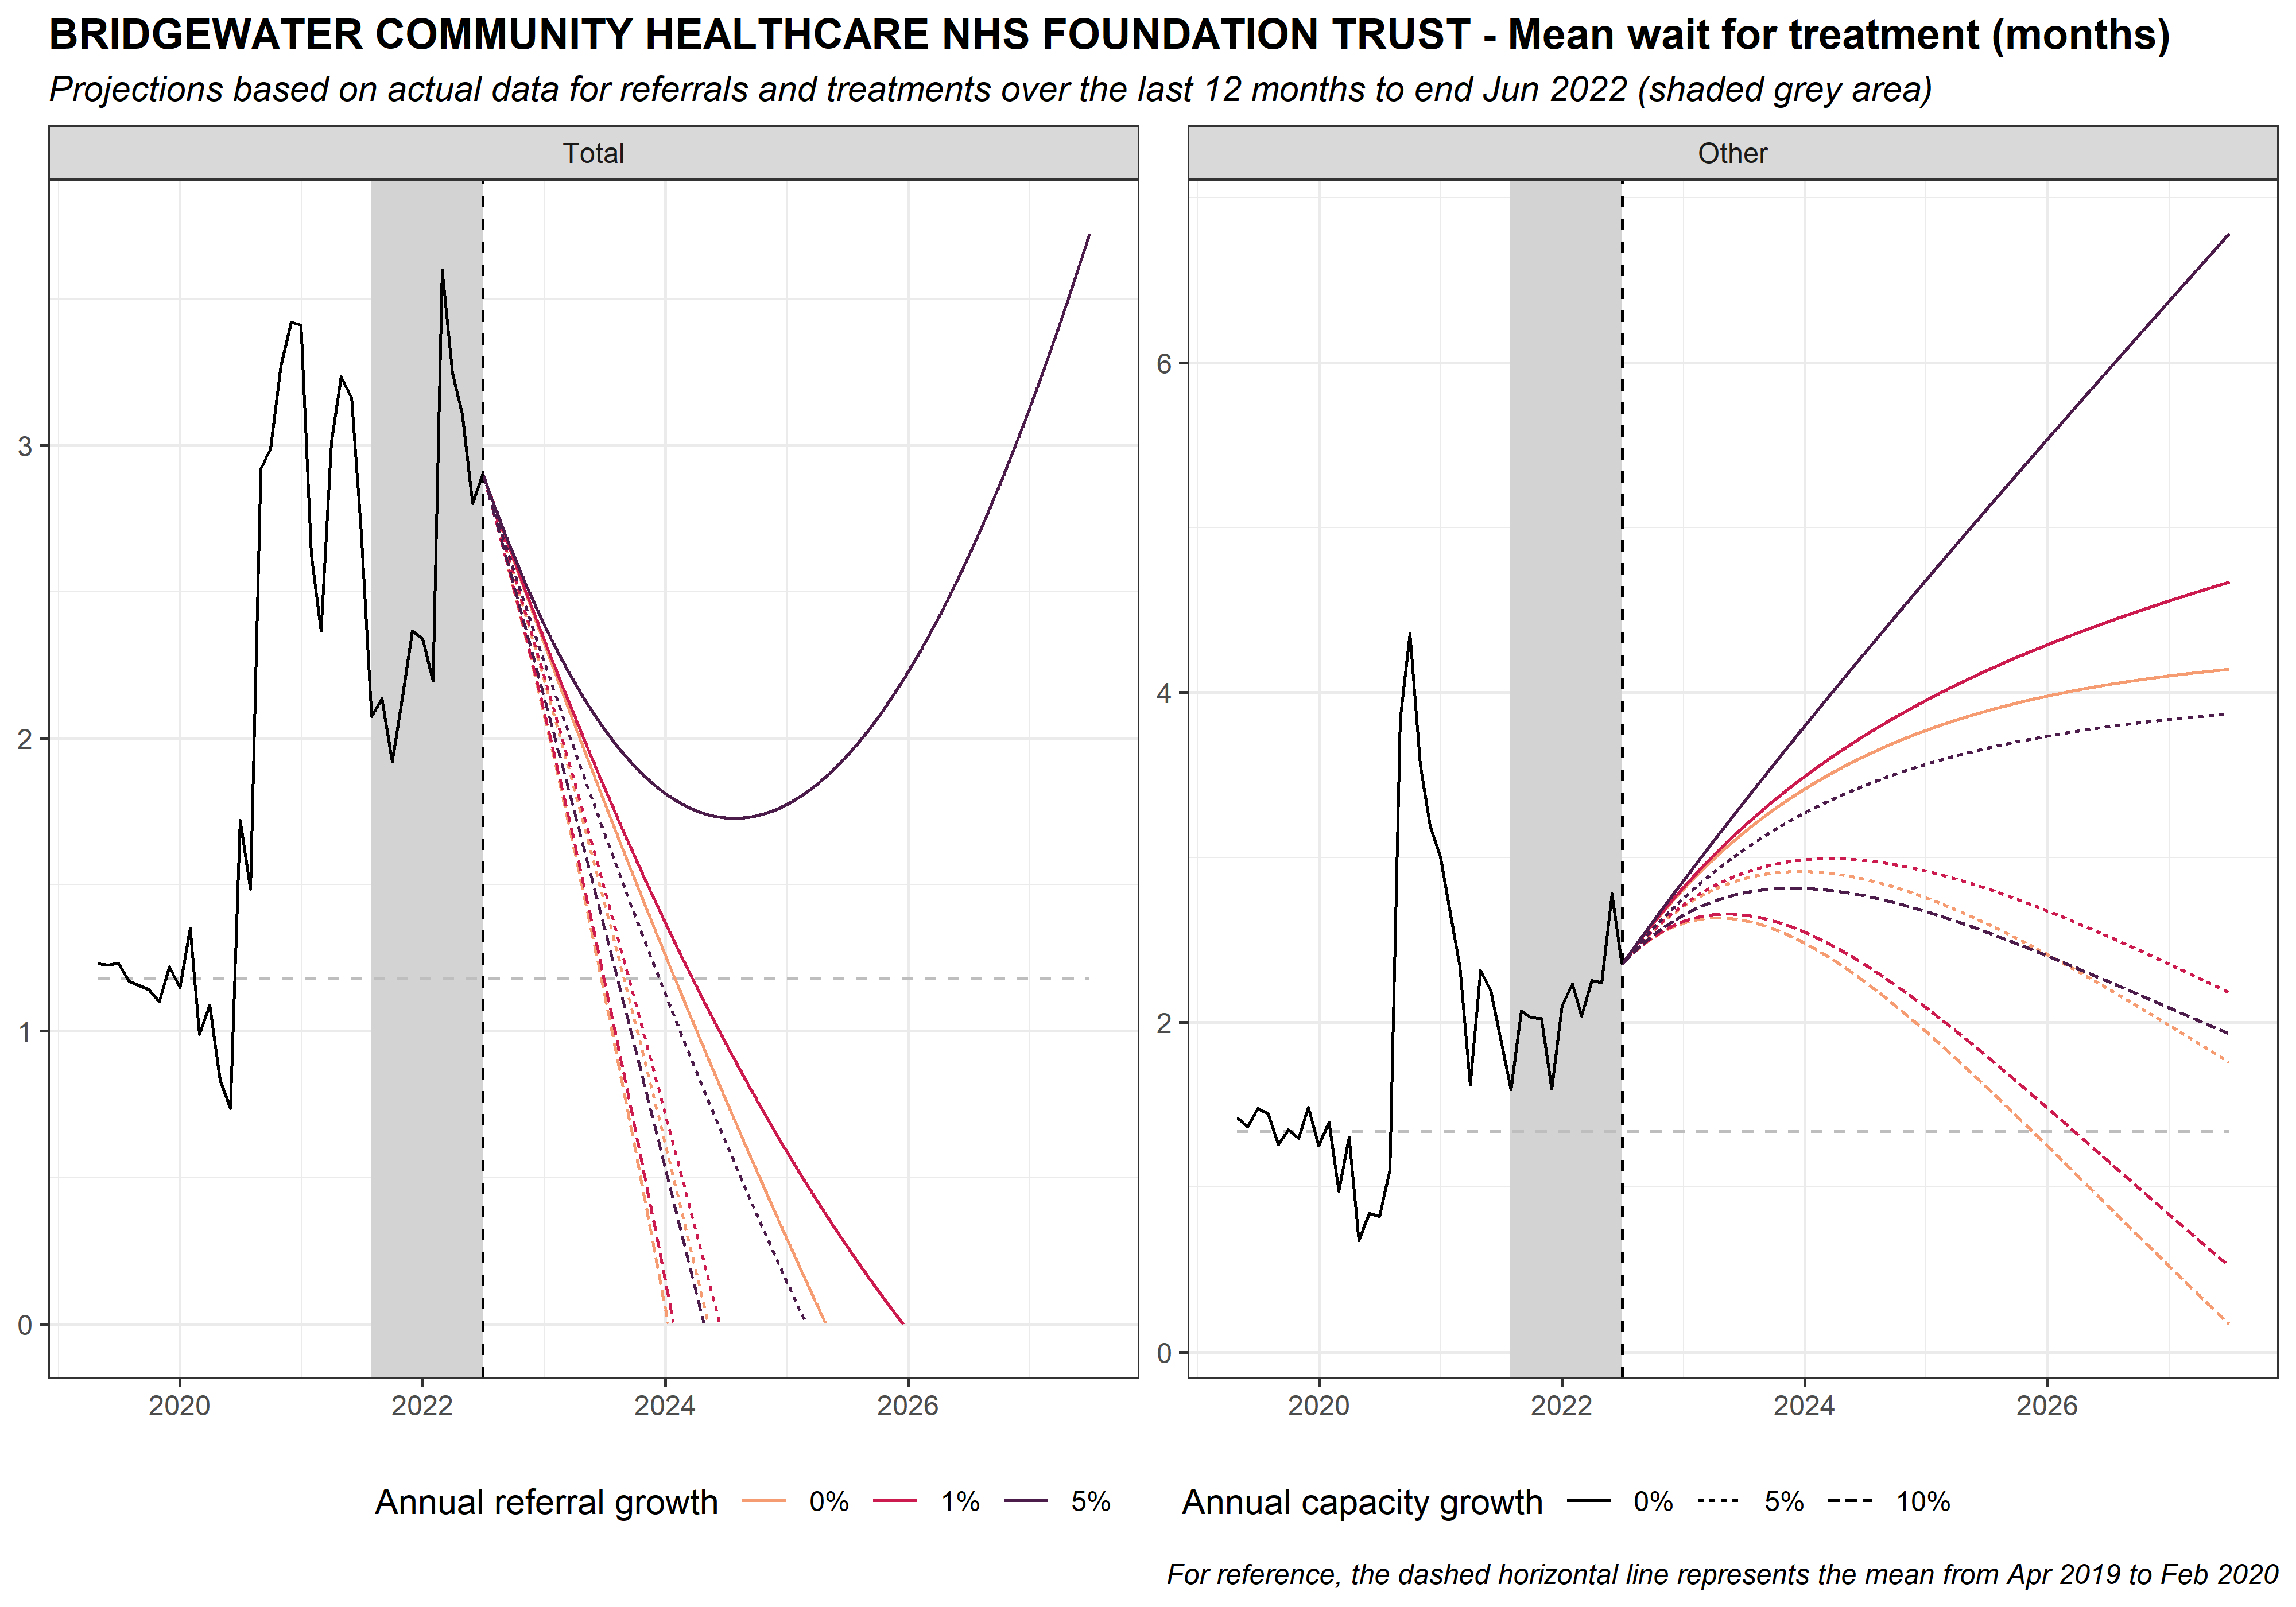 BRIDGEWATER COMMUNITY HEALTHCARE NHS FOUNDATION TRUST - Mean wait for treatment (months)
Projections based on actual data for referrals and treatments over the last 12 months to end Jun 2022 (shaded grey area)
Total
Other
3
2
1
0
6
4
2
0
2020 2022 2024 2026
2020 2022 2024 2026
Annual referral growth 0% 1% 5%
Annual capacity growth 0% 5% 10%
For reference, the dashed horizontal line represents the mean from Apr 2019 to Feb 2020